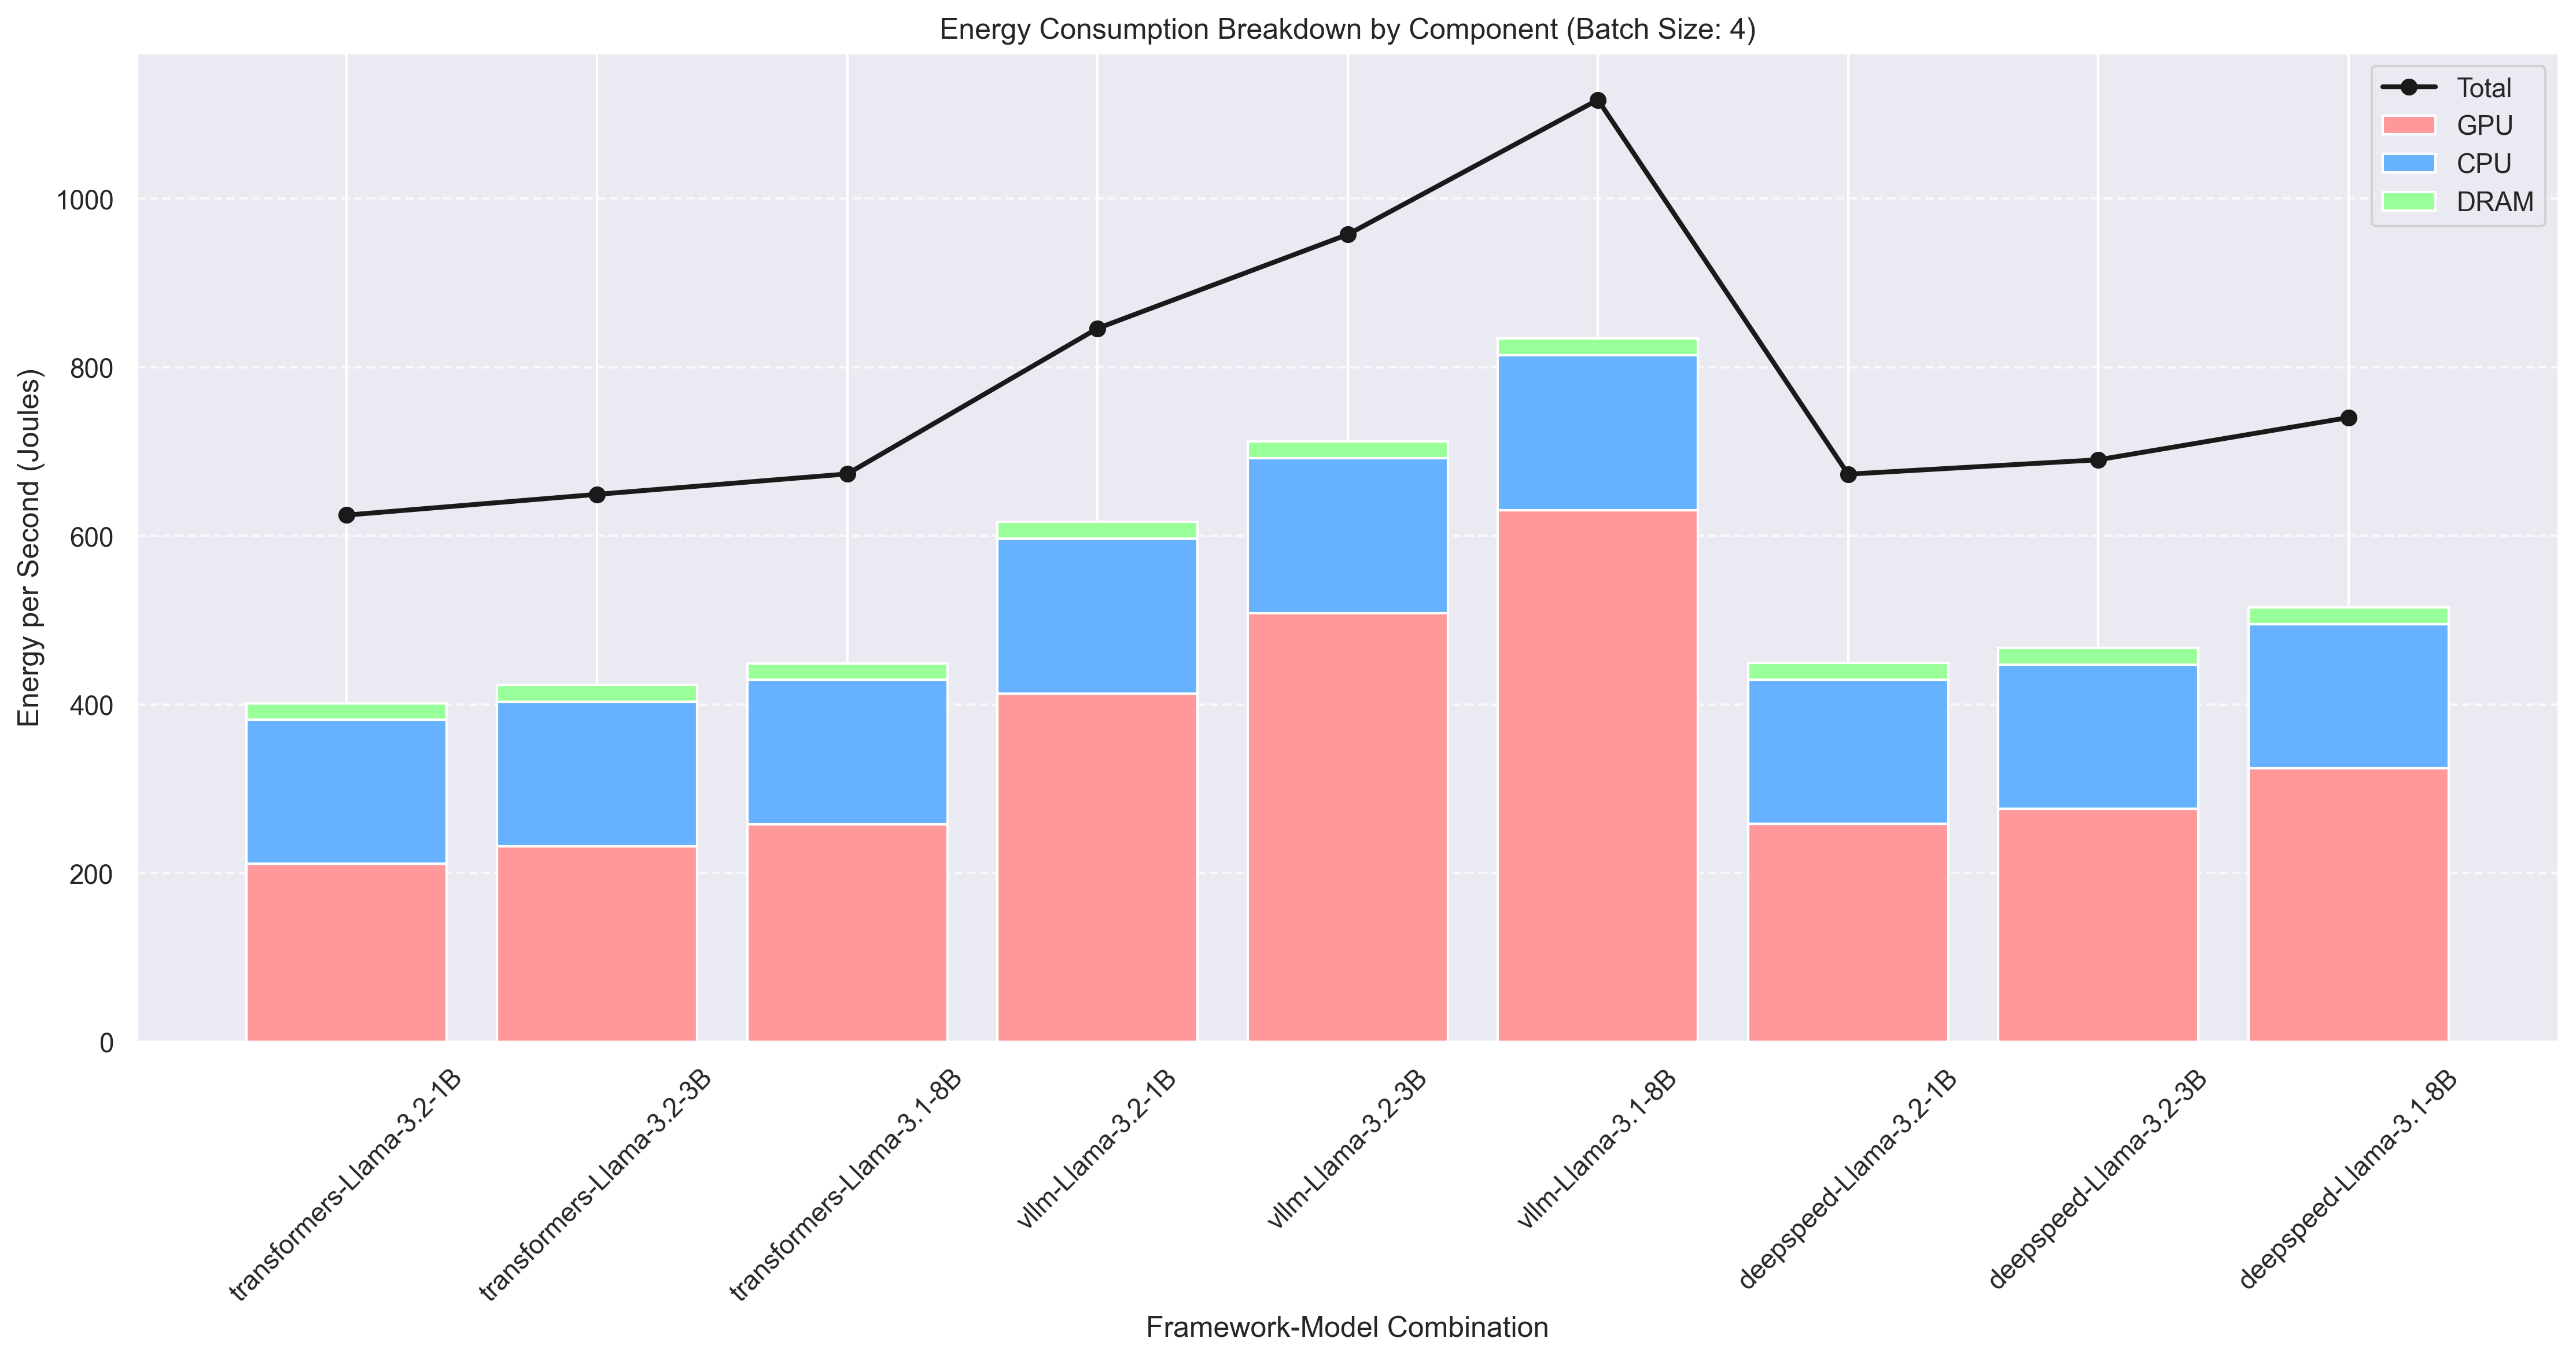 Energy Consumption Breakdown by Component (Batch Size: 4)
Total
GPU
CPU
DRAM
Energy per Second (Joules)
1000
800
600
400
200
0
transformers-Llama-3.2-1B
transformers-Llama-3.2-3B
transformers-Llama-3.1-8B
vllm-Llama-3.2-1B
vllm-Llama-3.2-3B
vllm-Llama-3.1-8B
deepspeed-Llama-3.2-1B
deepspeed-Llama-3.2-3B
deepspeed-Llama-3.1-8B
Framework-Model Combination